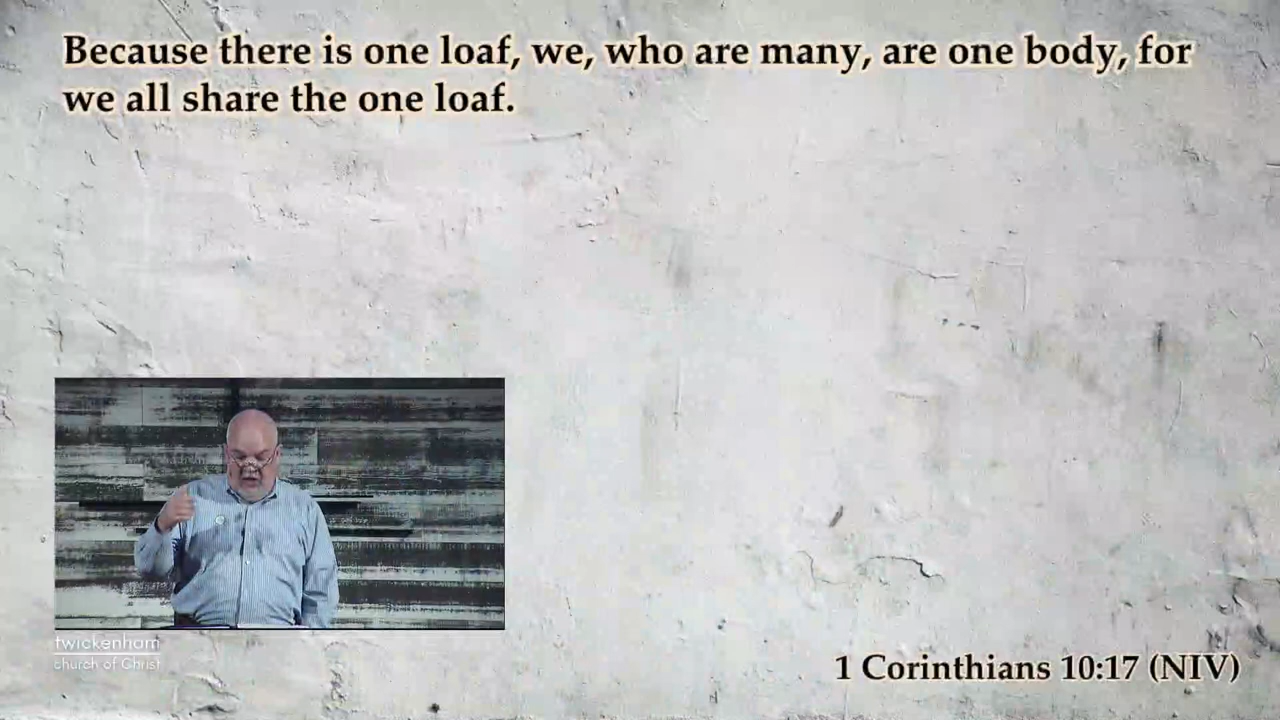 Because there is one loaf, we, who are many, are one body, for
we all share the one loaf.
twickenham
church of Christ
1 Corinthians 10:17 (NIV)